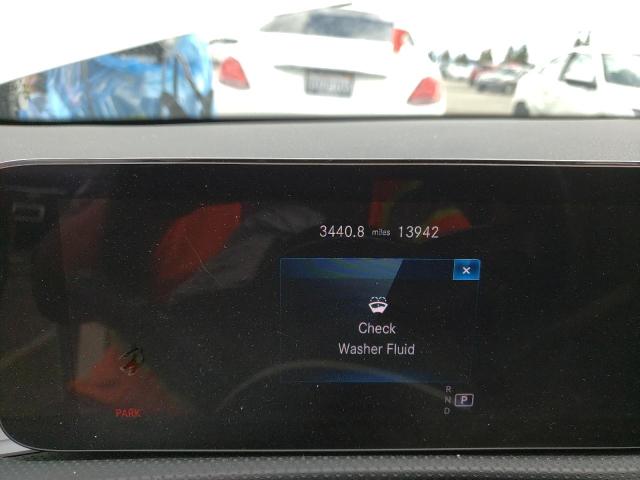 3440.8 miles 13942
×
Check
Washer Fluid
R
N P
D
PARK